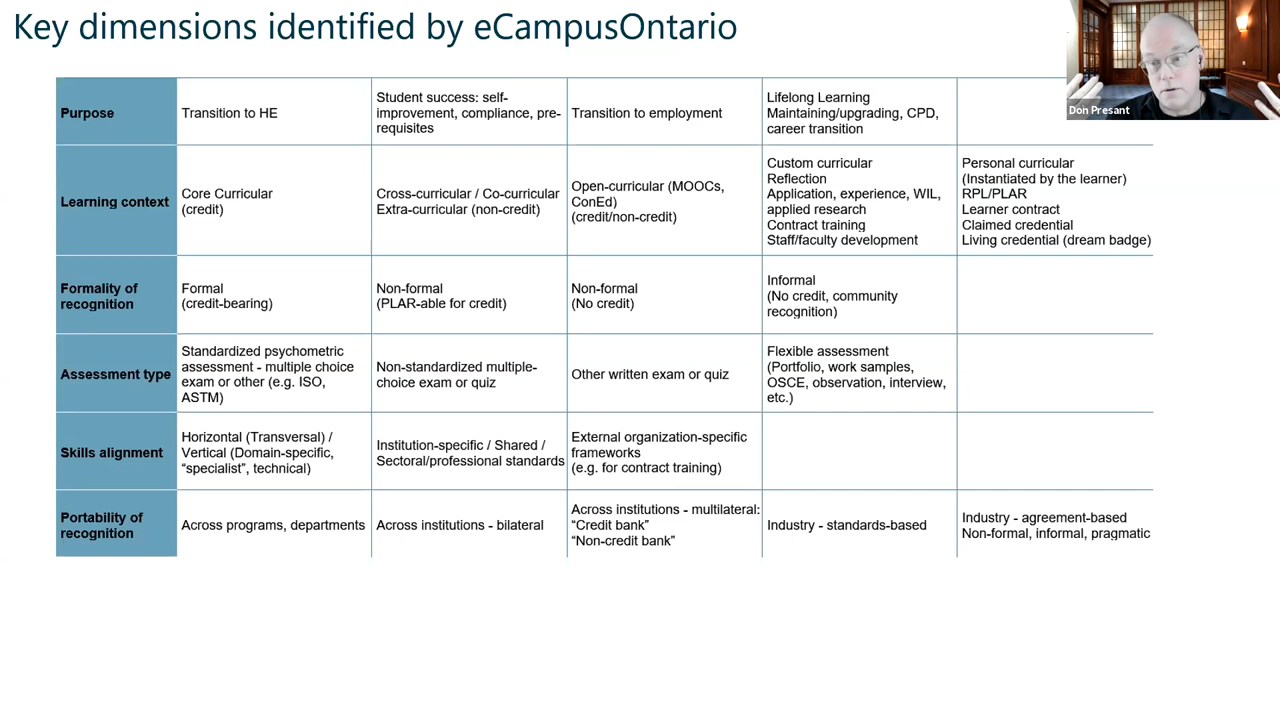 Key dimensions identified by eCampusOntario
Don Presant
Purpose
Transition to HE
Student success: self-
improvement, compliance, pre-
requisites
Transition to employment
Lifelong Learning
Maintaining/upgrading, CPD,
career transition
Learning context
Core Curricular
(credit)
Cross-curricular / Co-curricular
Extra-curricular (non-credit)
Open-curricular (MOOCs,
ConEd)
(credit/non-credit)
Custom curricular
Reflection
Application, experience, WIL,
applied research
Contract training
Staff/faculty development
Personal curricular
(Instantiated by the learner)
RPL/PLAR
Learner contract
Claimed credential
Living credential (dream badge)
Formality of
recognition
Formal
(credit-bearing)
Non-formal
(PLAR-able for credit)
Non-formal
(No credit)
Informal
(No credit, community
recognition)
Assessment type
Standardized psychometric
assessment - multiple choice
exam or other (e.g. ISO,
ASTM)
Non-standardized multiple-
choice exam or quiz
Other written exam or quiz
Flexible assessment
(Portfolio, work samples,
OSCE, observation, interview,
etc.)
Skills alignment
Horizontal (Transversal) /
Vertical (Domain-specific,
“specialist”, technical)
Institution-specific / Shared /
Sectoral/professional standards
External organization-specific
frameworks
(e.g. for contract training)
Portability of
recognition
Across programs, departments
Across institutions - bilateral
Across institutions - multilateral:
“Credit bank”
“Non-credit bank”
Industry - standards-based
Industry - agreement-based
Non-formal, informal, pragmatic